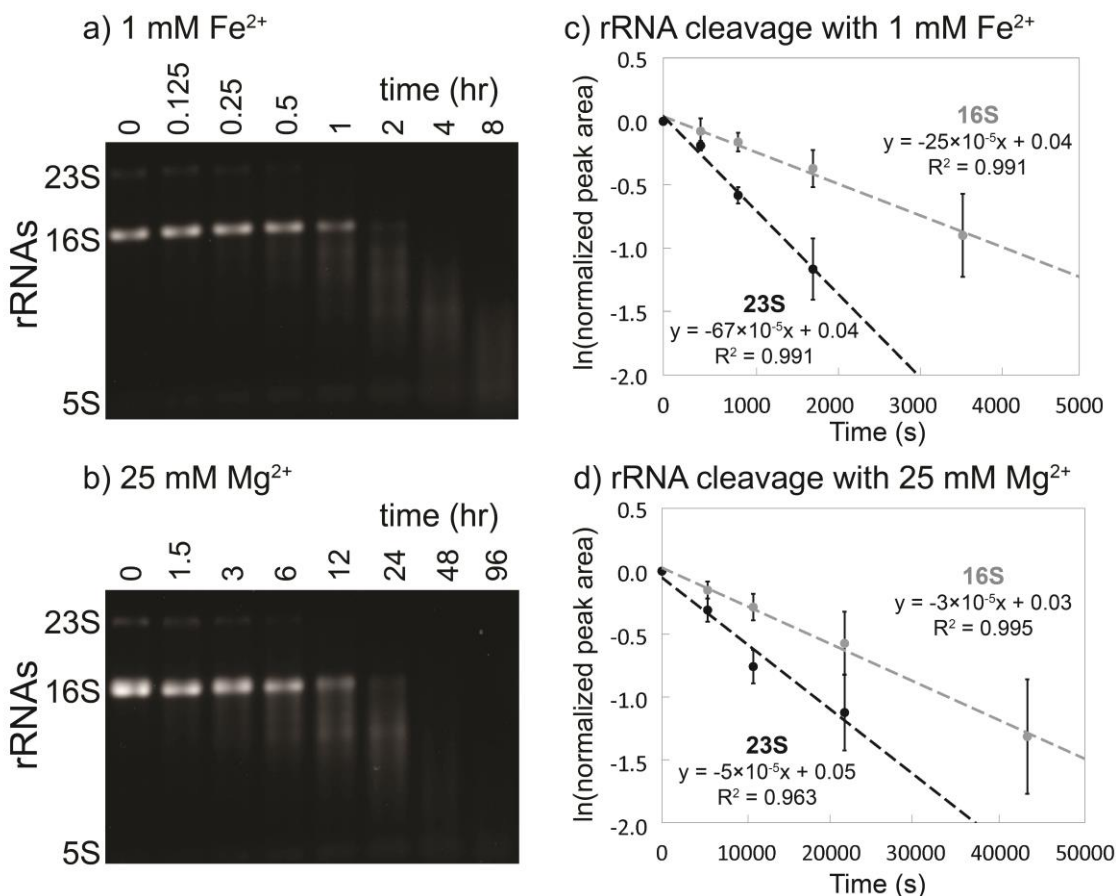 a) 1 mM Fe²⁺
time (hr)
0 0.125 0.25 0.5 1 2 4 8
rRNAs
23S
16S
5S
b) 25 mM Mg²⁺
time (hr)
0 1.5 3 6 12 24 48 96
rRNAs
23S
16S
5S
c) rRNA cleavage with 1 mM Fe²⁺
ln(normalized peak area)
0.5
0.0
-0.5
-1.0
-1.5
-2.0
16S
y = -25×10⁻⁵x + 0.04
R² = 0.991
23S
y = -67×10⁻⁵x + 0.04
R² = 0.991
0 1000 2000 3000 4000 5000
Time (s)
d) rRNA cleavage with 25 mM Mg²⁺
ln(normalized peak area)
0.5
0.0
-0.5
-1.0
-1.5
-2.0
16S
y = -3×10⁻⁵x + 0.03
R² = 0.995
23S
y = -5×10⁻⁵x + 0.05
R² = 0.963
0 10000 20000 30000 40000 50000
Time (s)